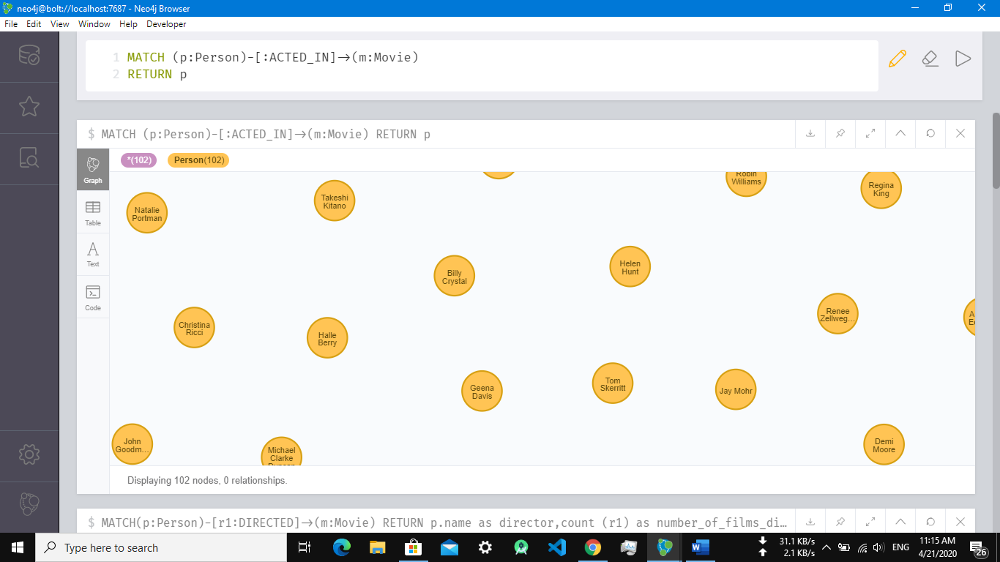 neo4j@bolt://localhost:7687 - Neo4j Browser
File Edit View Window Help Developer
1 MATCH (p:Person)-[:ACTED_IN]→(m:Movie)
2 RETURN p
$ MATCH (p:Person)-[:ACTED_IN]→(m:Movie) RETURN p
*(102) Person(102)
Graph
Table
Text
Code
Robin
Williams
Regina
King
Takeshi
Kitano
Natalie
Portman
Helen
Hunt
Billy
Crystal
Renee
Zellweg...
Christina
Ricci
Halle
Berry
Geena
Davis
Tom
Skerritt
Jay Mohr
John
Goodm...
Michael
Clarke
Demi
Moore
Displaying 102 nodes, 0 relationships.
$ MATCH(p:Person)-[r1:DIRECTED]→(m:Movie) RETURN p.name as director,count (r1) as number_of_films_di...
Type here to search
31.1 KB/s
2.1 KB/s
ENG
11:15 AM
4/21/2020
26